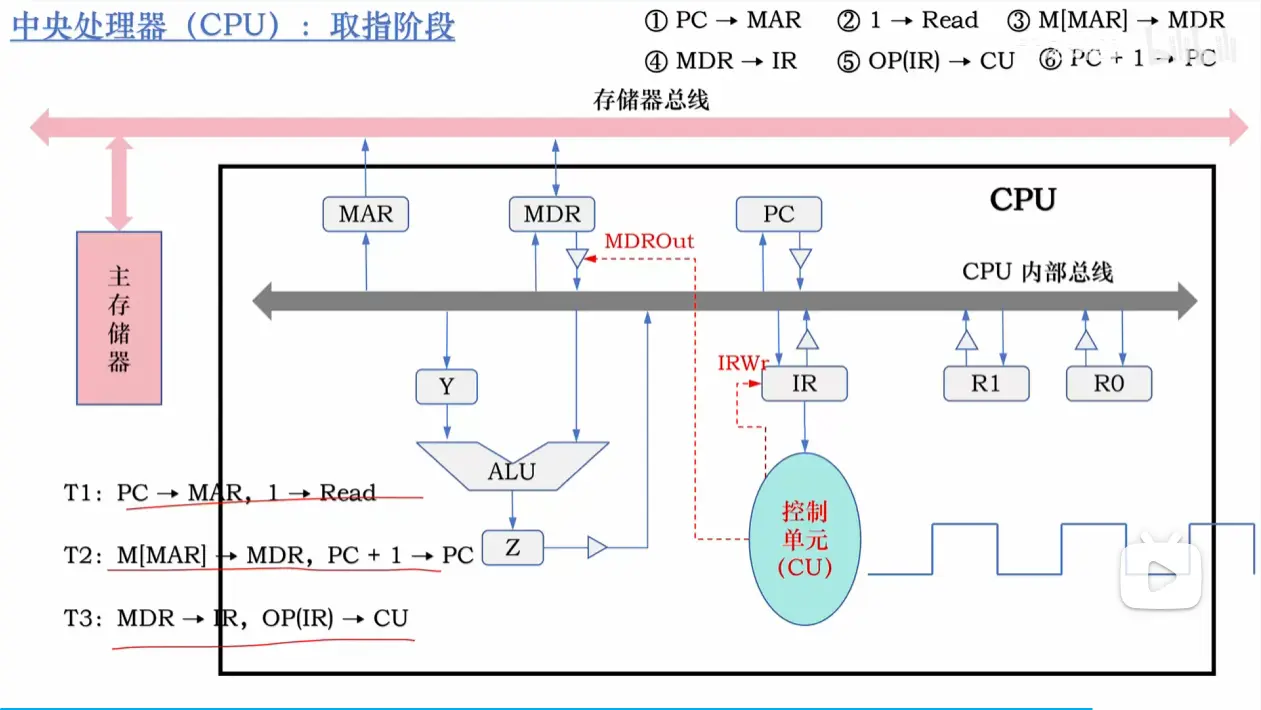 中央处理器（CPU）：取指阶段
① PC → MAR ② 1 → Read ③ M[MAR] → MDR
④ MDR → IR ⑤ OP(IR) → CU ⑥ PC + 1 → PC
存储器总线
CPU
MAR
MDR
PC
MDROut
CPU 内部总线
主存储器
IRWr
Y
IR
R1
R0
ALU
T1：PC → MAR，1 → Read
控制
单元
（CU）
T2：M[MAR] → MDR，PC + 1 → PC
Z
T3：MDR → IR，OP(IR) → CU